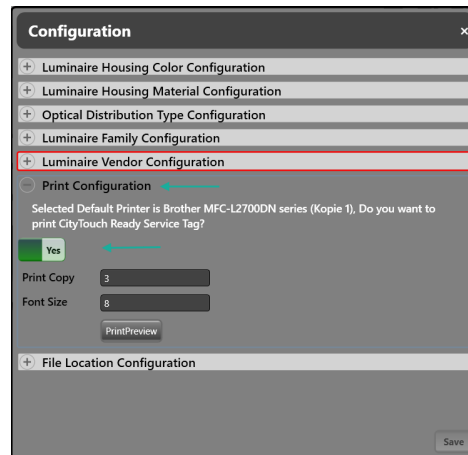 Configuration
Luminaire Housing Color Configuration
Luminaire Housing Material Configuration
Optical Distribution Type Configuration
Luminaire Family Configuration
Luminaire Vendor Configuration
Print Configuration
Selected Default Printer is Brother MFC-L2700DN series (Kopie 1), Do you want to
print CityTouch Ready Service Tag?
Yes
Print Copy 3
Font Size 8
PrintPreview
File Location Configuration
Save